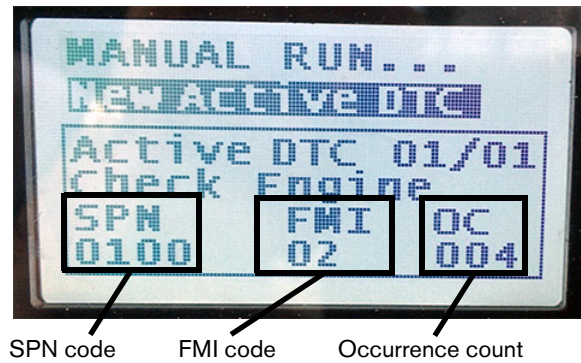 MANUAL RUN...
New Active DTC
Active DTC 01/01
Check Engine
SPN FMI OC
0100 02 004
SPN code FMI code Occurrence count